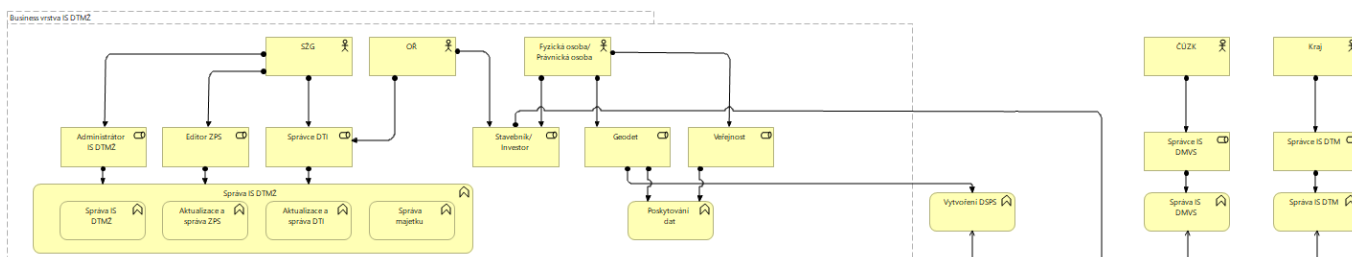 Business vrstva IS DTMŽ
SŽG
OŘ
Fyzická osoba/
Právnická osoba
ČÚZK
Kraj
Administrátor
IS DTMŽ
Editor ZPS
Správce DTI
Stavebník/
Investor
Geodet
Veřejnost
Správce IS
DMVS
Správce IS DTM
Správa IS DTMŽ
Správa IS
DTMŽ
Aktualizace a
správa ZPS
Aktualizace a
správa DTI
Správa
majetku
Poskytování
dat
Vytvoření DSPS
Správa IS
DMVS
Správa IS DTM